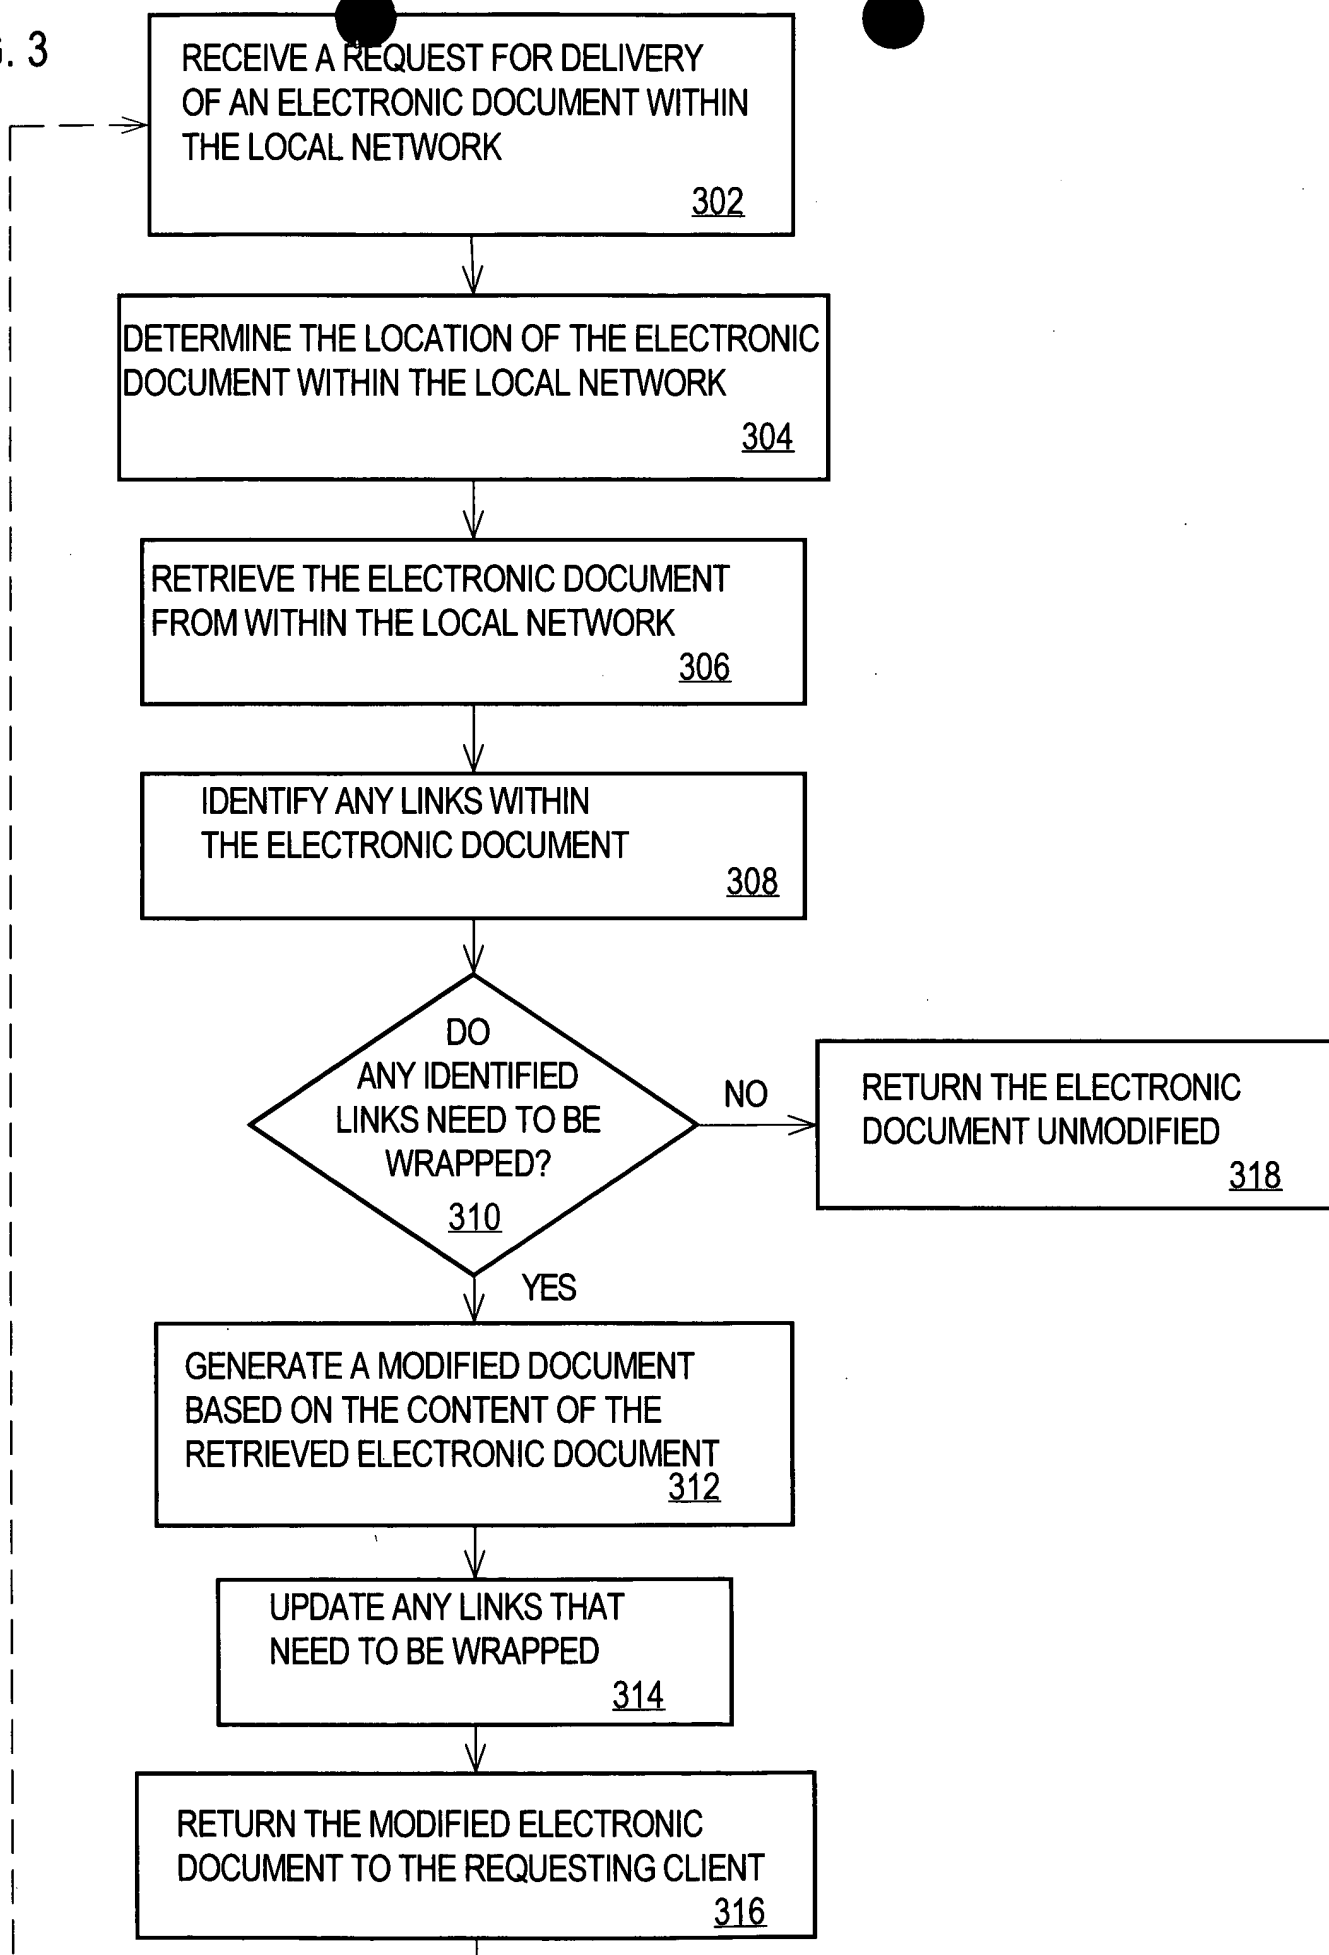 . 3
RECEIVE A REQUEST FOR DELIVERY
OF AN ELECTRONIC DOCUMENT WITHIN
THE LOCAL NETWORK
302
DETERMINE THE LOCATION OF THE ELECTRONIC
DOCUMENT WITHIN THE LOCAL NETWORK
304
RETRIEVE THE ELECTRONIC DOCUMENT
FROM WITHIN THE LOCAL NETWORK
306
IDENTIFY ANY LINKS WITHIN
THE ELECTRONIC DOCUMENT
308
DO
ANY IDENTIFIED
LINKS NEED TO BE
WRAPPED?
310
NO
RETURN THE ELECTRONIC
DOCUMENT UNMODIFIED
318
YES
GENERATE A MODIFIED DOCUMENT
BASED ON THE CONTENT OF THE
RETRIEVED ELECTRONIC DOCUMENT
312
UPDATE ANY LINKS THAT
NEED TO BE WRAPPED
314
RETURN THE MODIFIED ELECTRONIC
DOCUMENT TO THE REQUESTING CLIENT
316